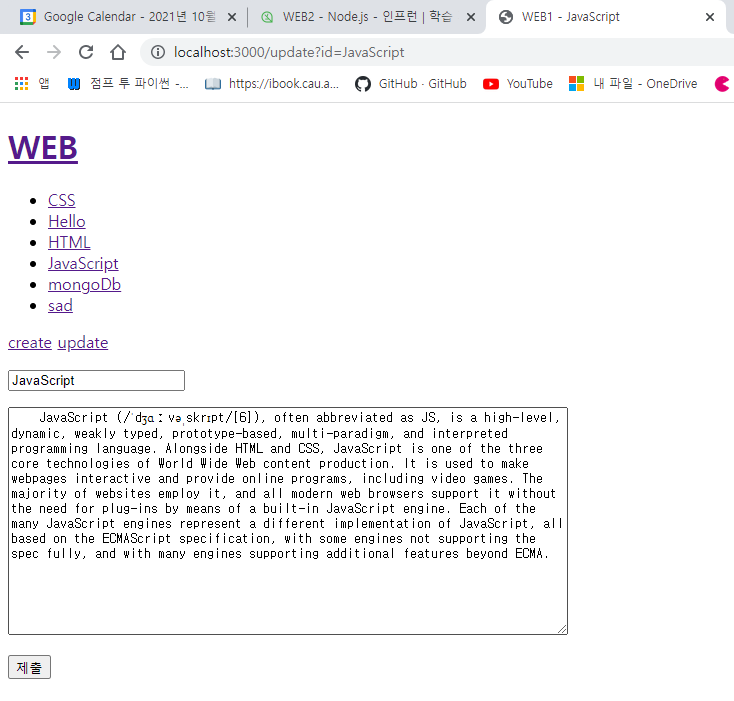 Google Calendar - 2021년 10월
WEB2 - Node.js - 인프런 | 학습
WEB1 - JavaScript
localhost:3000/update?id=JavaScript
앱 점프 투 파이썬 -... https://ibook.cau.a... GitHub · GitHub YouTube 내 파일 - OneDrive
WEB
CSS
Hello
HTML
JavaScript
mongoDb
sad
create update
JavaScript
JavaScript (/ˈdʒɑːvəˌskrɪpt/[6]), often abbreviated as JS, is a high-level,
dynamic, weakly typed, prototype-based, multi-paradigm, and interpreted
programming language. Alongside HTML and CSS, JavaScript is one of the three
core technologies of World Wide Web content production. It is used to make
webpages interactive and provide online programs, including video games. The
majority of websites employ it, and all modern web browsers support it without
the need for plug-ins by means of a built-in JavaScript engine. Each of the
many JavaScript engines represent a different implementation of JavaScript, all
based on the ECMAScript specification, with some engines not supporting the
spec fully, and with many engines supporting additional features beyond ECMA.
제출